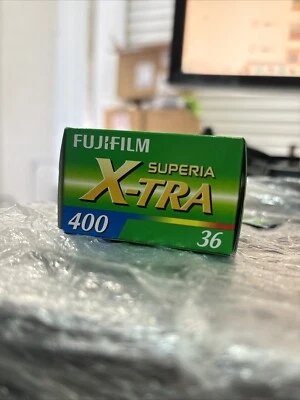 FUJIFILM
SUPERIA
X-TRA
400
36